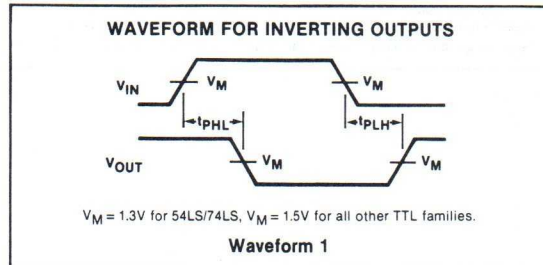 WAVEFORM FOR INVERTING OUTPUTS
VIN
VM
VM
tPHL
tPLH
VOUT
VM
VM
VM = 1.3V for 54LS/74LS, VM = 1.5V for all other TTL families.
Waveform 1